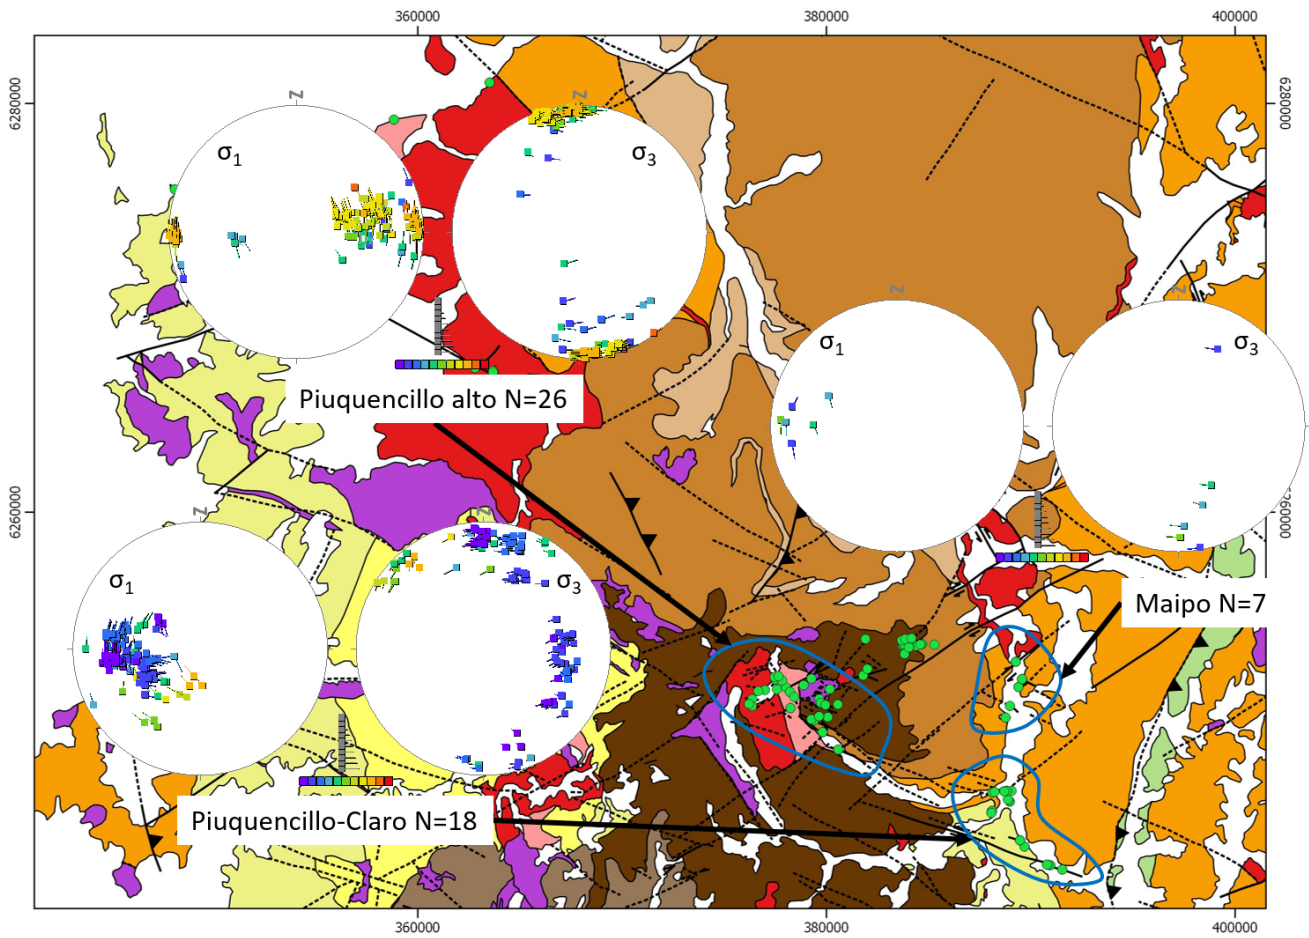 360000
380000
400000
6280000
6280000
N
N
σ1
σ3
N
N
σ1
σ3
Piuquencillo alto N=26
6260000
6260000
N
N
σ1
σ3
Maipo N=7
Piuquencillo-Claro N=18
360000
380000
400000